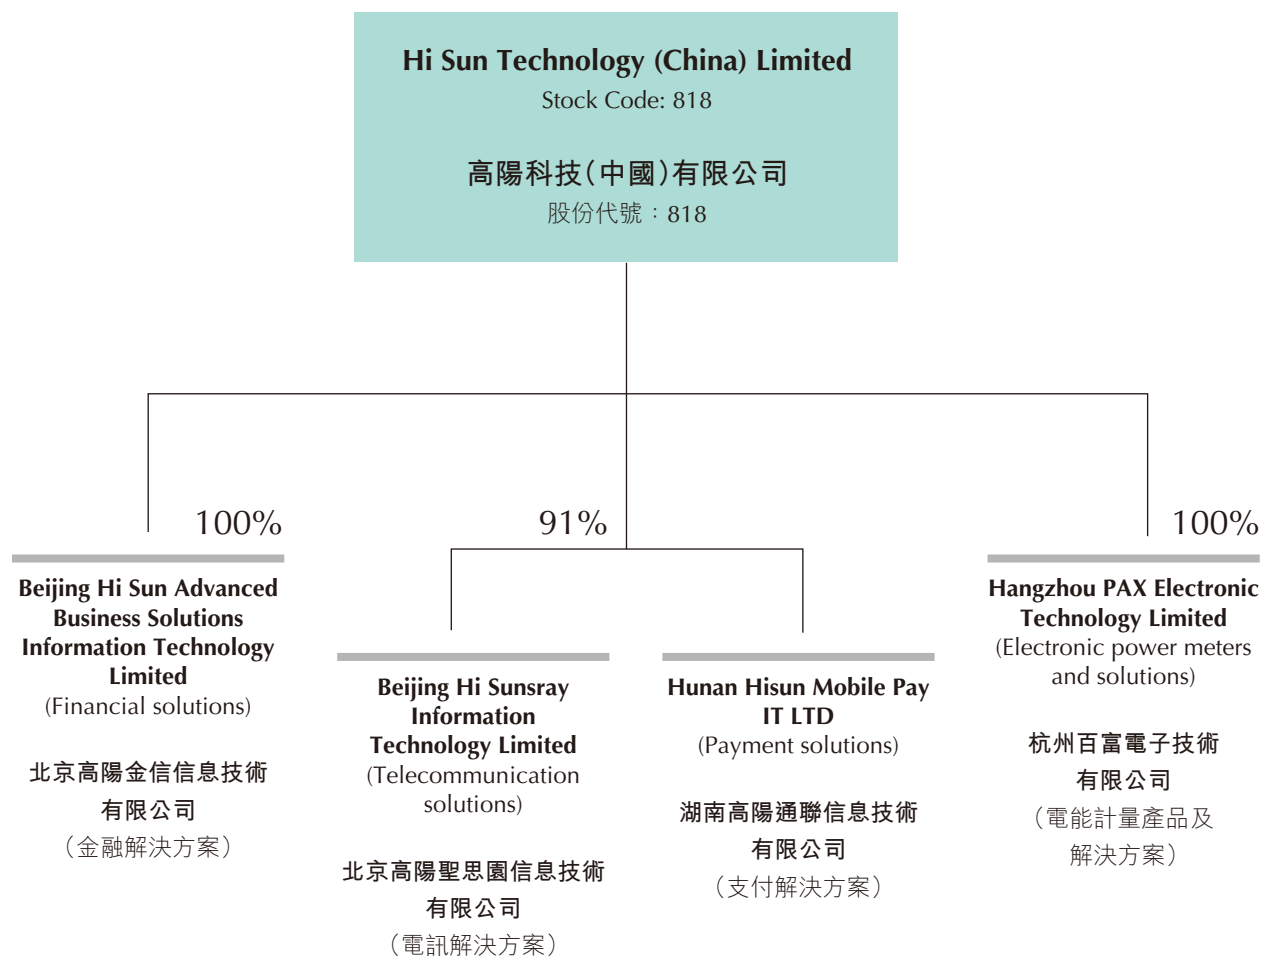 Hi Sun Technology (China) Limited
Stock Code: 818
高陽科技(中國)有限公司
股份代號：818
100%
Beijing Hi Sun Advanced
Business Solutions
Information Technology
Limited
(Financial solutions)
北京高陽金信信息技術
有限公司
（金融解決方案）
91%
Beijing Hi Sunsray
Information
Technology Limited
(Telecommunication
solutions)
北京高陽聖思園信息技術
有限公司
（電訊解決方案）
Hunan Hisun Mobile Pay
IT LTD
(Payment solutions)
湖南高陽通聯信息技術
有限公司
（支付解決方案）
100%
Hangzhou PAX Electronic
Technology Limited
(Electronic power meters
and solutions)
杭州百富電子技術
有限公司
（電能計量產品及
解決方案）